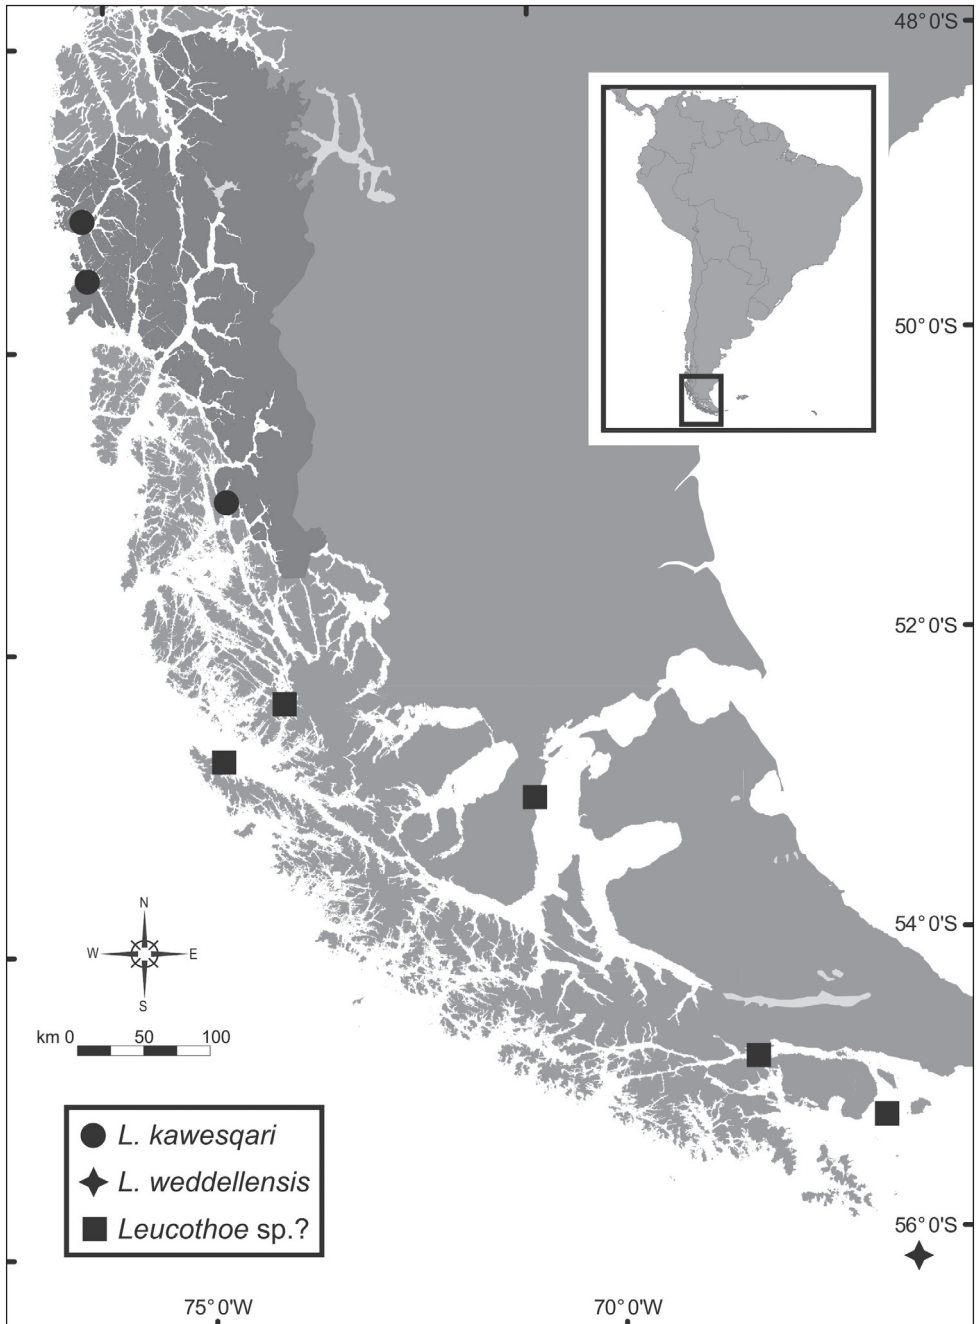 48°0'S
50°0'S
52°0'S
54°0'S
N
W E
S
km 0 50 100
L. kawesqari
L. weddellensis
Leucothoe sp.?
56°0'S
75°0'W 70°0'W